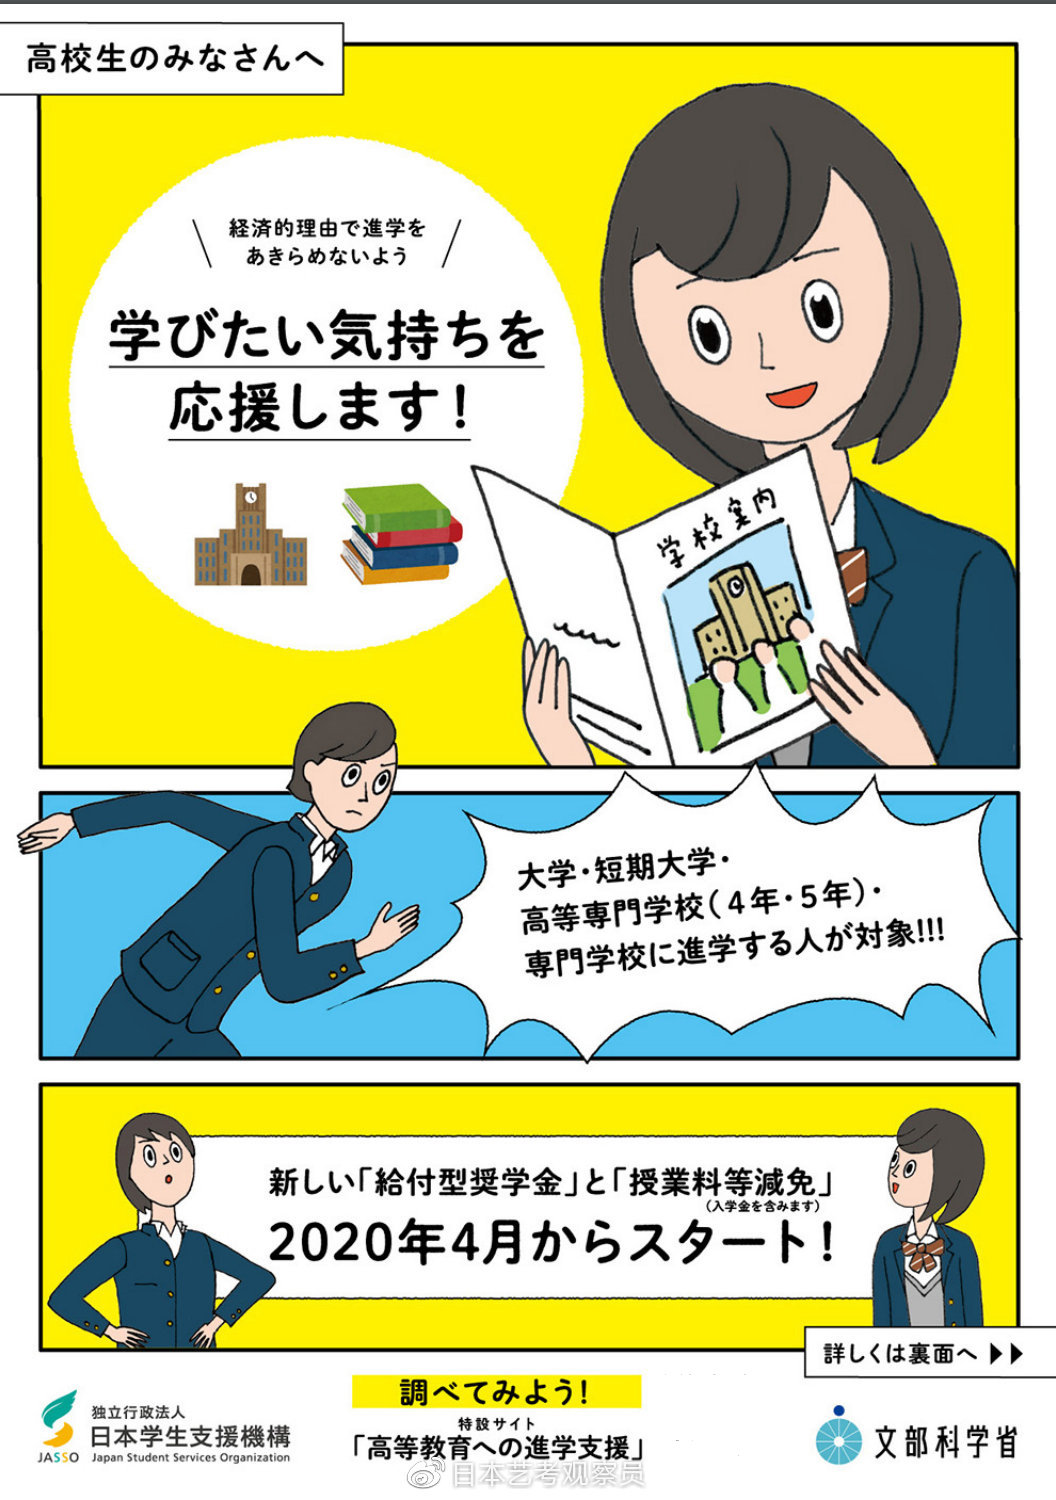 高校生のみなさんへ
経済的理由で進学を
あきらめないよう
学びたい気持ちを
応援します!
学校案内
大学・短期大学・
高等専門学校(4年・5年)・
専門学校に進学する人が対象!!!
新しい「給付型奨学金」と「授業料等減免」
(入学金を含みます)
2020年4月からスタート!
詳しくは裏面へ
調べてみよう!
特設サイト
「高等教育への進学支援」
JASSO
独立行政法人
日本学生支援機構
Japan Student Services Organization
文部科学省
日本艺考观察员